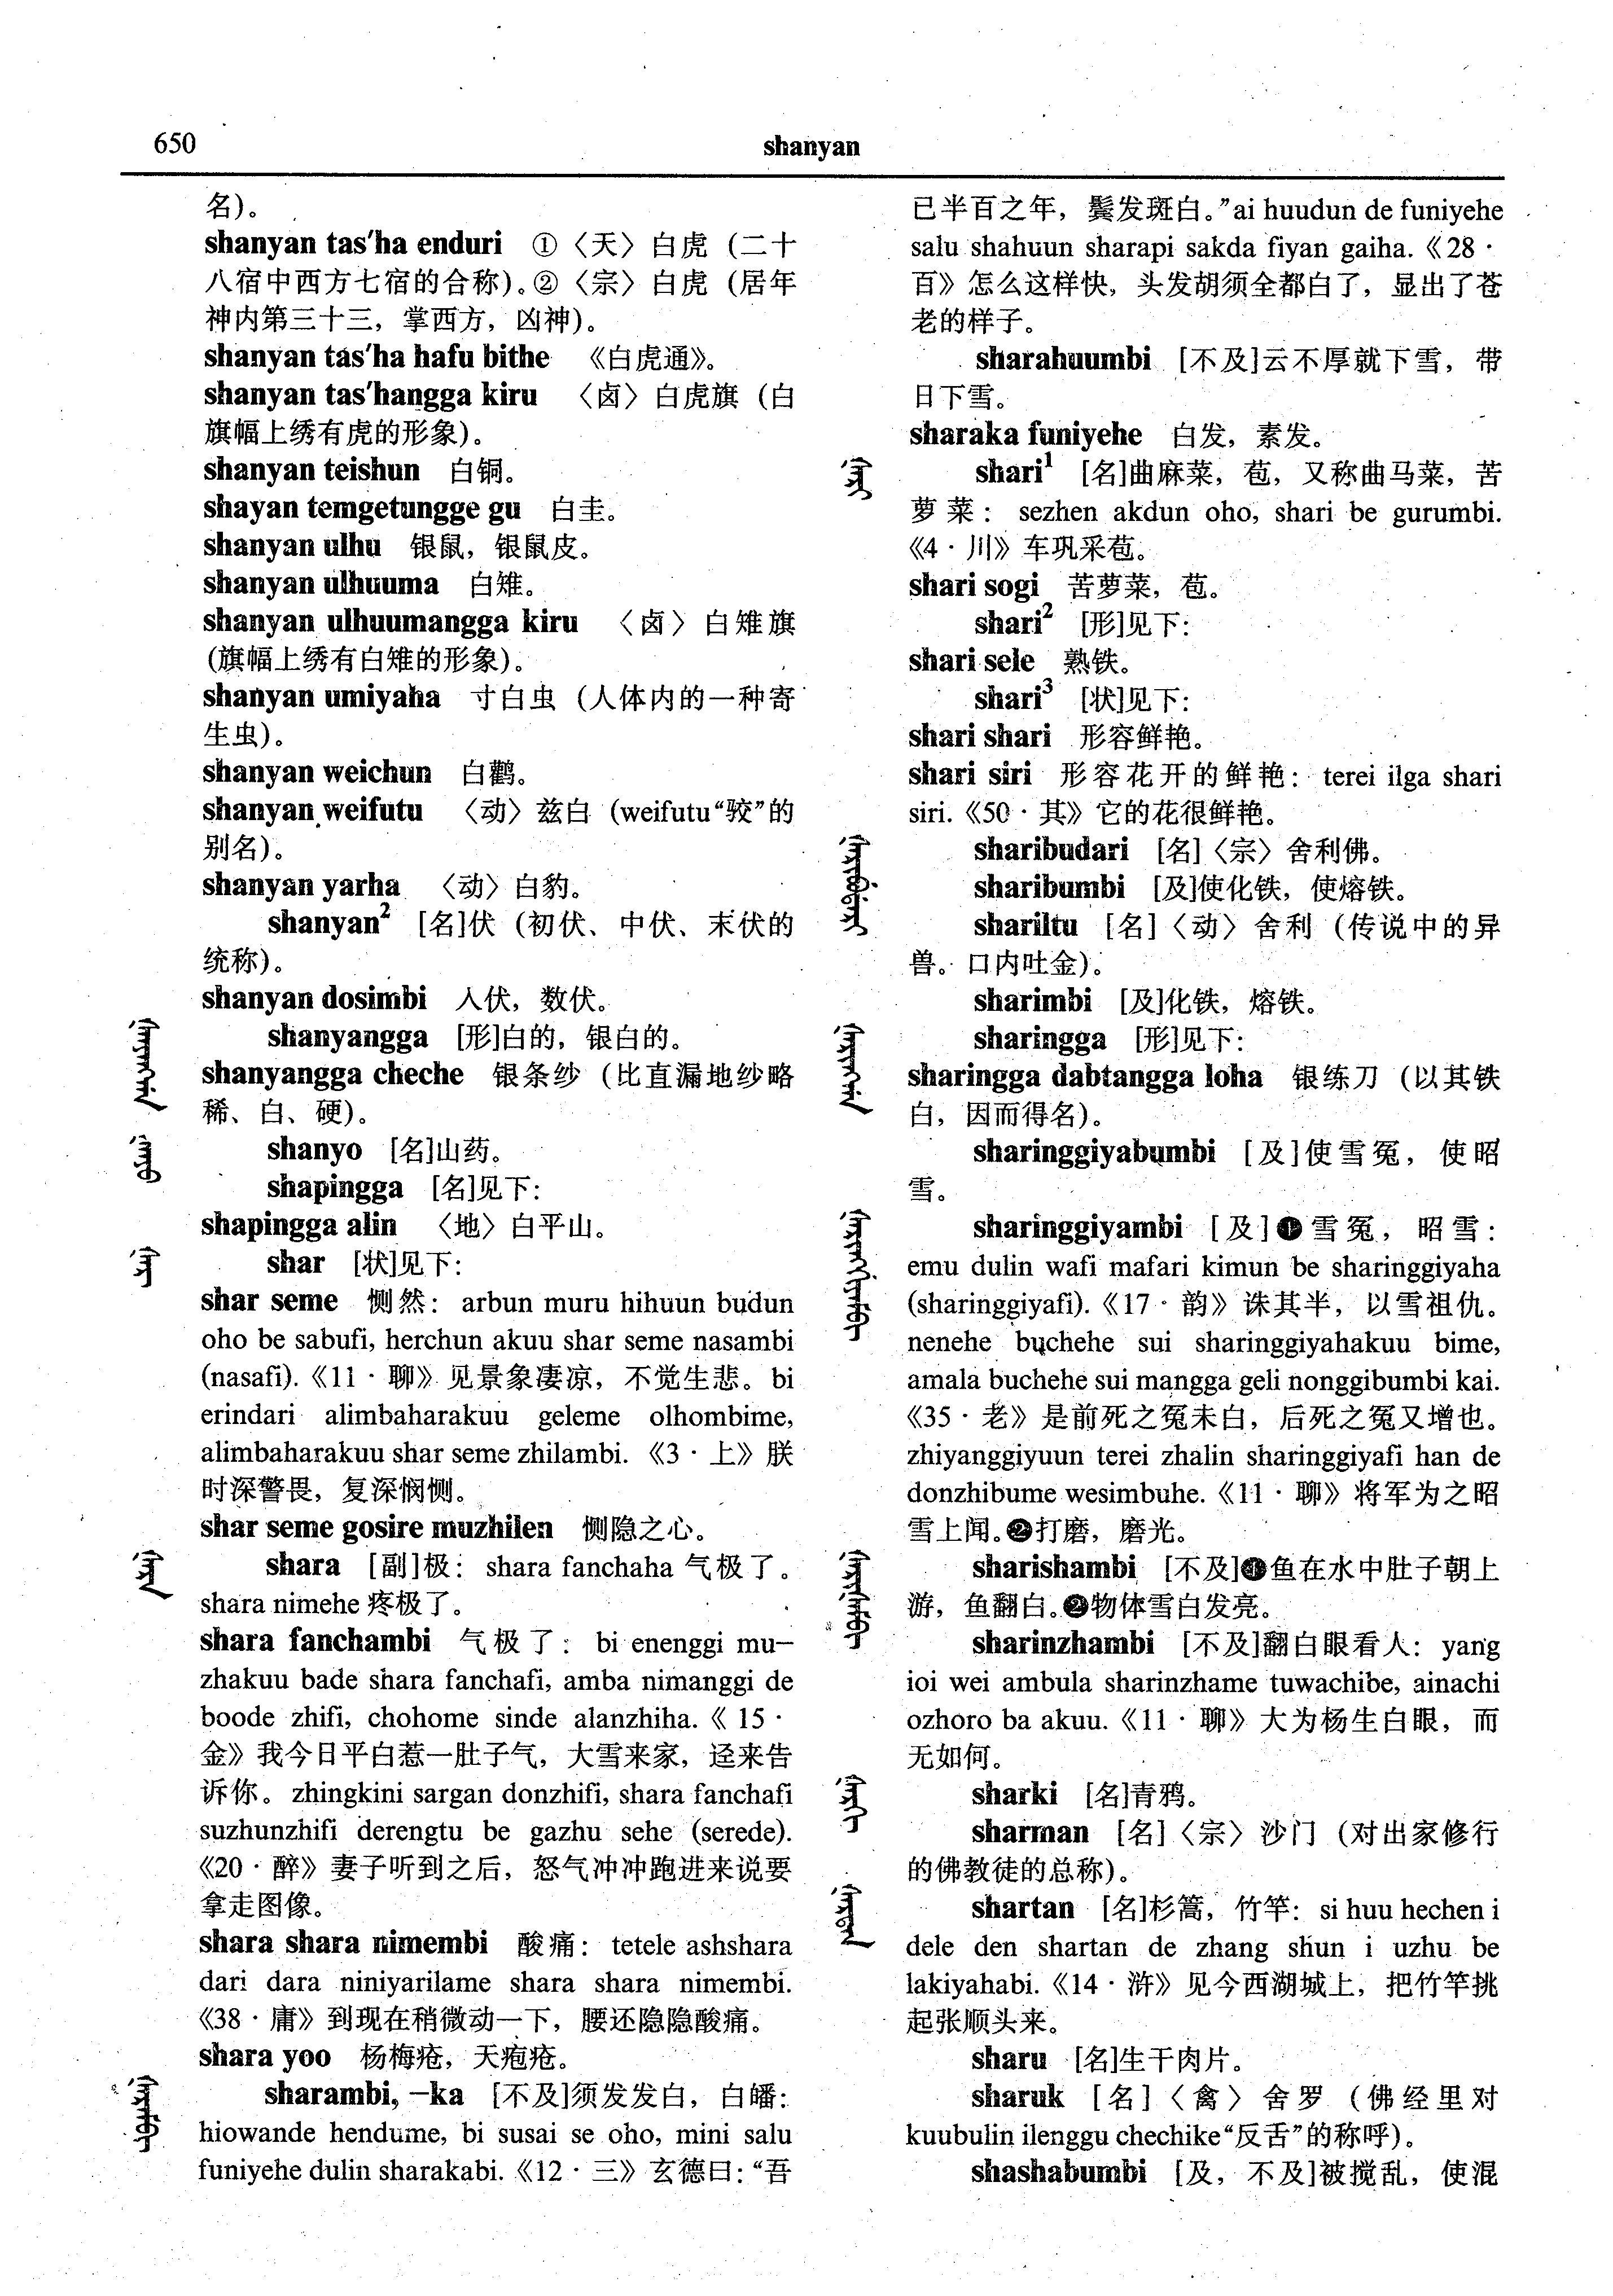 650
shanyan
名)。
shanyan tas'ha enduri ①〈天〉白虎 (二十
八宿中西方七宿的合称)。②〈宗〉白虎 (居年
神内第三十三，掌西方，凶神)。
shanyan tas'ha hafu bithe 《白虎通》。
shanyan tas'hangga kiru 〈卤〉白虎旗 (白
旗幅上绣有虎的形象)。
shanyan teishun 白铜。
shayan temgetungge gu 白圭。
shanyan ulhu 银鼠，银鼠皮。
shanyan ulhuuma 白雉。
shanyan ulhuumangga kiru 〈卤〉白雉旗
(旗幅上绣有白雉的形象)。
shanyan umiyaha 寸白虫 (人体内的一种寄
生虫)。
shanyan weichun 白鹳。
shanyan weifutu 〈动〉兹白 (weifutu“驳”的
别名)。
shanyan yarha 〈动〉白豹。
shanyan² [名]伏 (初伏、中伏、末伏的
统称)。
shanyan dosimbi 人伏，数伏。
shanyangga [形]白的，银白的。
shanyangga cheche 银条纱 (比直漏地纱略
稀、白、硬)。
shanyo [名]山药。
shapingga [名]见下:
shapingga alin 〈地〉白平山。
shar [状]见下:
shar seme 恻然: arbun muru hihuun budun
oho be sabufi, herchun akuu shar seme nasambi
(nasafi).《11·聊》见景象凄凉，不觉生悲。bi
erindari alimbaharakuu geleme olhombime,
alimbaharakuu shar seme zhilambi. 《3·上》朕
时深警畏，复深悯恻。
shar seme gosire muzhilen 恻隐之心。
shara [副]极: shara fanchaha 气极了。
shara nimehe 疼极了。
shara fanchambi 气极了: bi enenggi mu-
zhakuu bade shara fanchafi, amba nimanggi de
boode zhifi, chohome sinde alanzhiha.《15·
金》我今日平白惹一肚子气，大雪来家，迳来告
诉你。zhingkini sargan donzhifi, shara fanchafi
suzhunzhifi derengtu be gazhu sehe (serede).
《20·醉》妻子听到之后，怒气冲冲跑进来说要
拿走图像。
shara shara nimembi 酸痛: tetele ashshara
dari dara niniyarilame shara shara nimembi.
《38·庸》到现在稍微动一下，腰还隐隐酸痛。
shara yoo 杨梅疮，天疱疮。
sharambi, -ka [不及]须发发白，白皤:
hiowande hendume, bi susai se oho, mini salu
funiyehe dulin sharakabi.《12·三》玄德曰:“吾
已半百之年，鬓发斑白。”ai huudun de funiyehe
salu shahuun sharapi sakda fiyan gaiha.《28·
百》怎么这样快，头发胡须全都白了，显出了苍
老的样子。
sharahuumbi [不及]云不厚就下雪，带
日下雪。
sharaka funiyehe 白发，素发。
shari¹ [名]曲麻菜，苞，又称曲马菜，苦
萝菜: sezhen akdun oho, shari be gurumbi.
《4·川》车巩采苞。
shari sogi 苦萝菜，苞。
shari² [形]见下:
shari sele 熟铁。
shari³ [状]见下:
shari shari 形容鲜艳。
shari siri 形容花开的鲜艳: terei ilga shari
siri.《50·其》它的花很鲜艳。
sharibudari [名]〈宗〉舍利佛。
sharibumbi [及]使化铁，使熔铁。
shariltu [名]〈动〉舍利 (传说中的异
兽。口内吐金)。
sharimbi [及]化铁，熔铁。
sharingga [形]见下:
sharingga dabtangga loha 银练刀 (以其铁
白，因而得名)。
sharinggiyabumbi [及]使雪冤，使昭
雪。
sharinggiyambi [及]❶雪冤，昭雪:
emu dulin wafi mafari kimun be sharinggiyaha
(sharinggiyafi).《17·韵》诛其半，以雪祖仇。
nenehe buchehe sui sharinggiyahakuu bime,
amala buchehe sui mangga geli nonggibumbi kai.
《35·老》是前死之冤未白，后死之冤又增也。
zhiyanggiyuun terei zhalin sharinggiyafi han de
donzhibume wesimbuhe.《11·聊》将军为之昭
雪上闻。❷打磨，磨光。
sharishambi [不及]❶鱼在水中肚子朝上
游，鱼翻白。❷物体雪白发亮。
sharinzhambi [不及]翻白眼看人: yang
ioi wei ambula sharinzhame tuwachibe, ainachi
ozhoro ba akuu.《11·聊》大为杨生白眼，而
无如何。
sharki [名]青鸦。
sharman [名]〈宗〉沙门 (对出家修行
的佛教徒的总称)。
shartan [名]杉篙，竹竿: si huu hechen i
dele den shartan de zhang shun i uzhu be
lakiyahabi.《14·浒》见今西湖城上，把竹竿挑
起张顺头来。
sharu [名]生干肉片。
sharuk [名]〈禽〉舍罗 (佛经里对
kuubulin ilenggu chechike“反舌”的称呼)。
shashabumbi [及，不及]被搅乱，使混